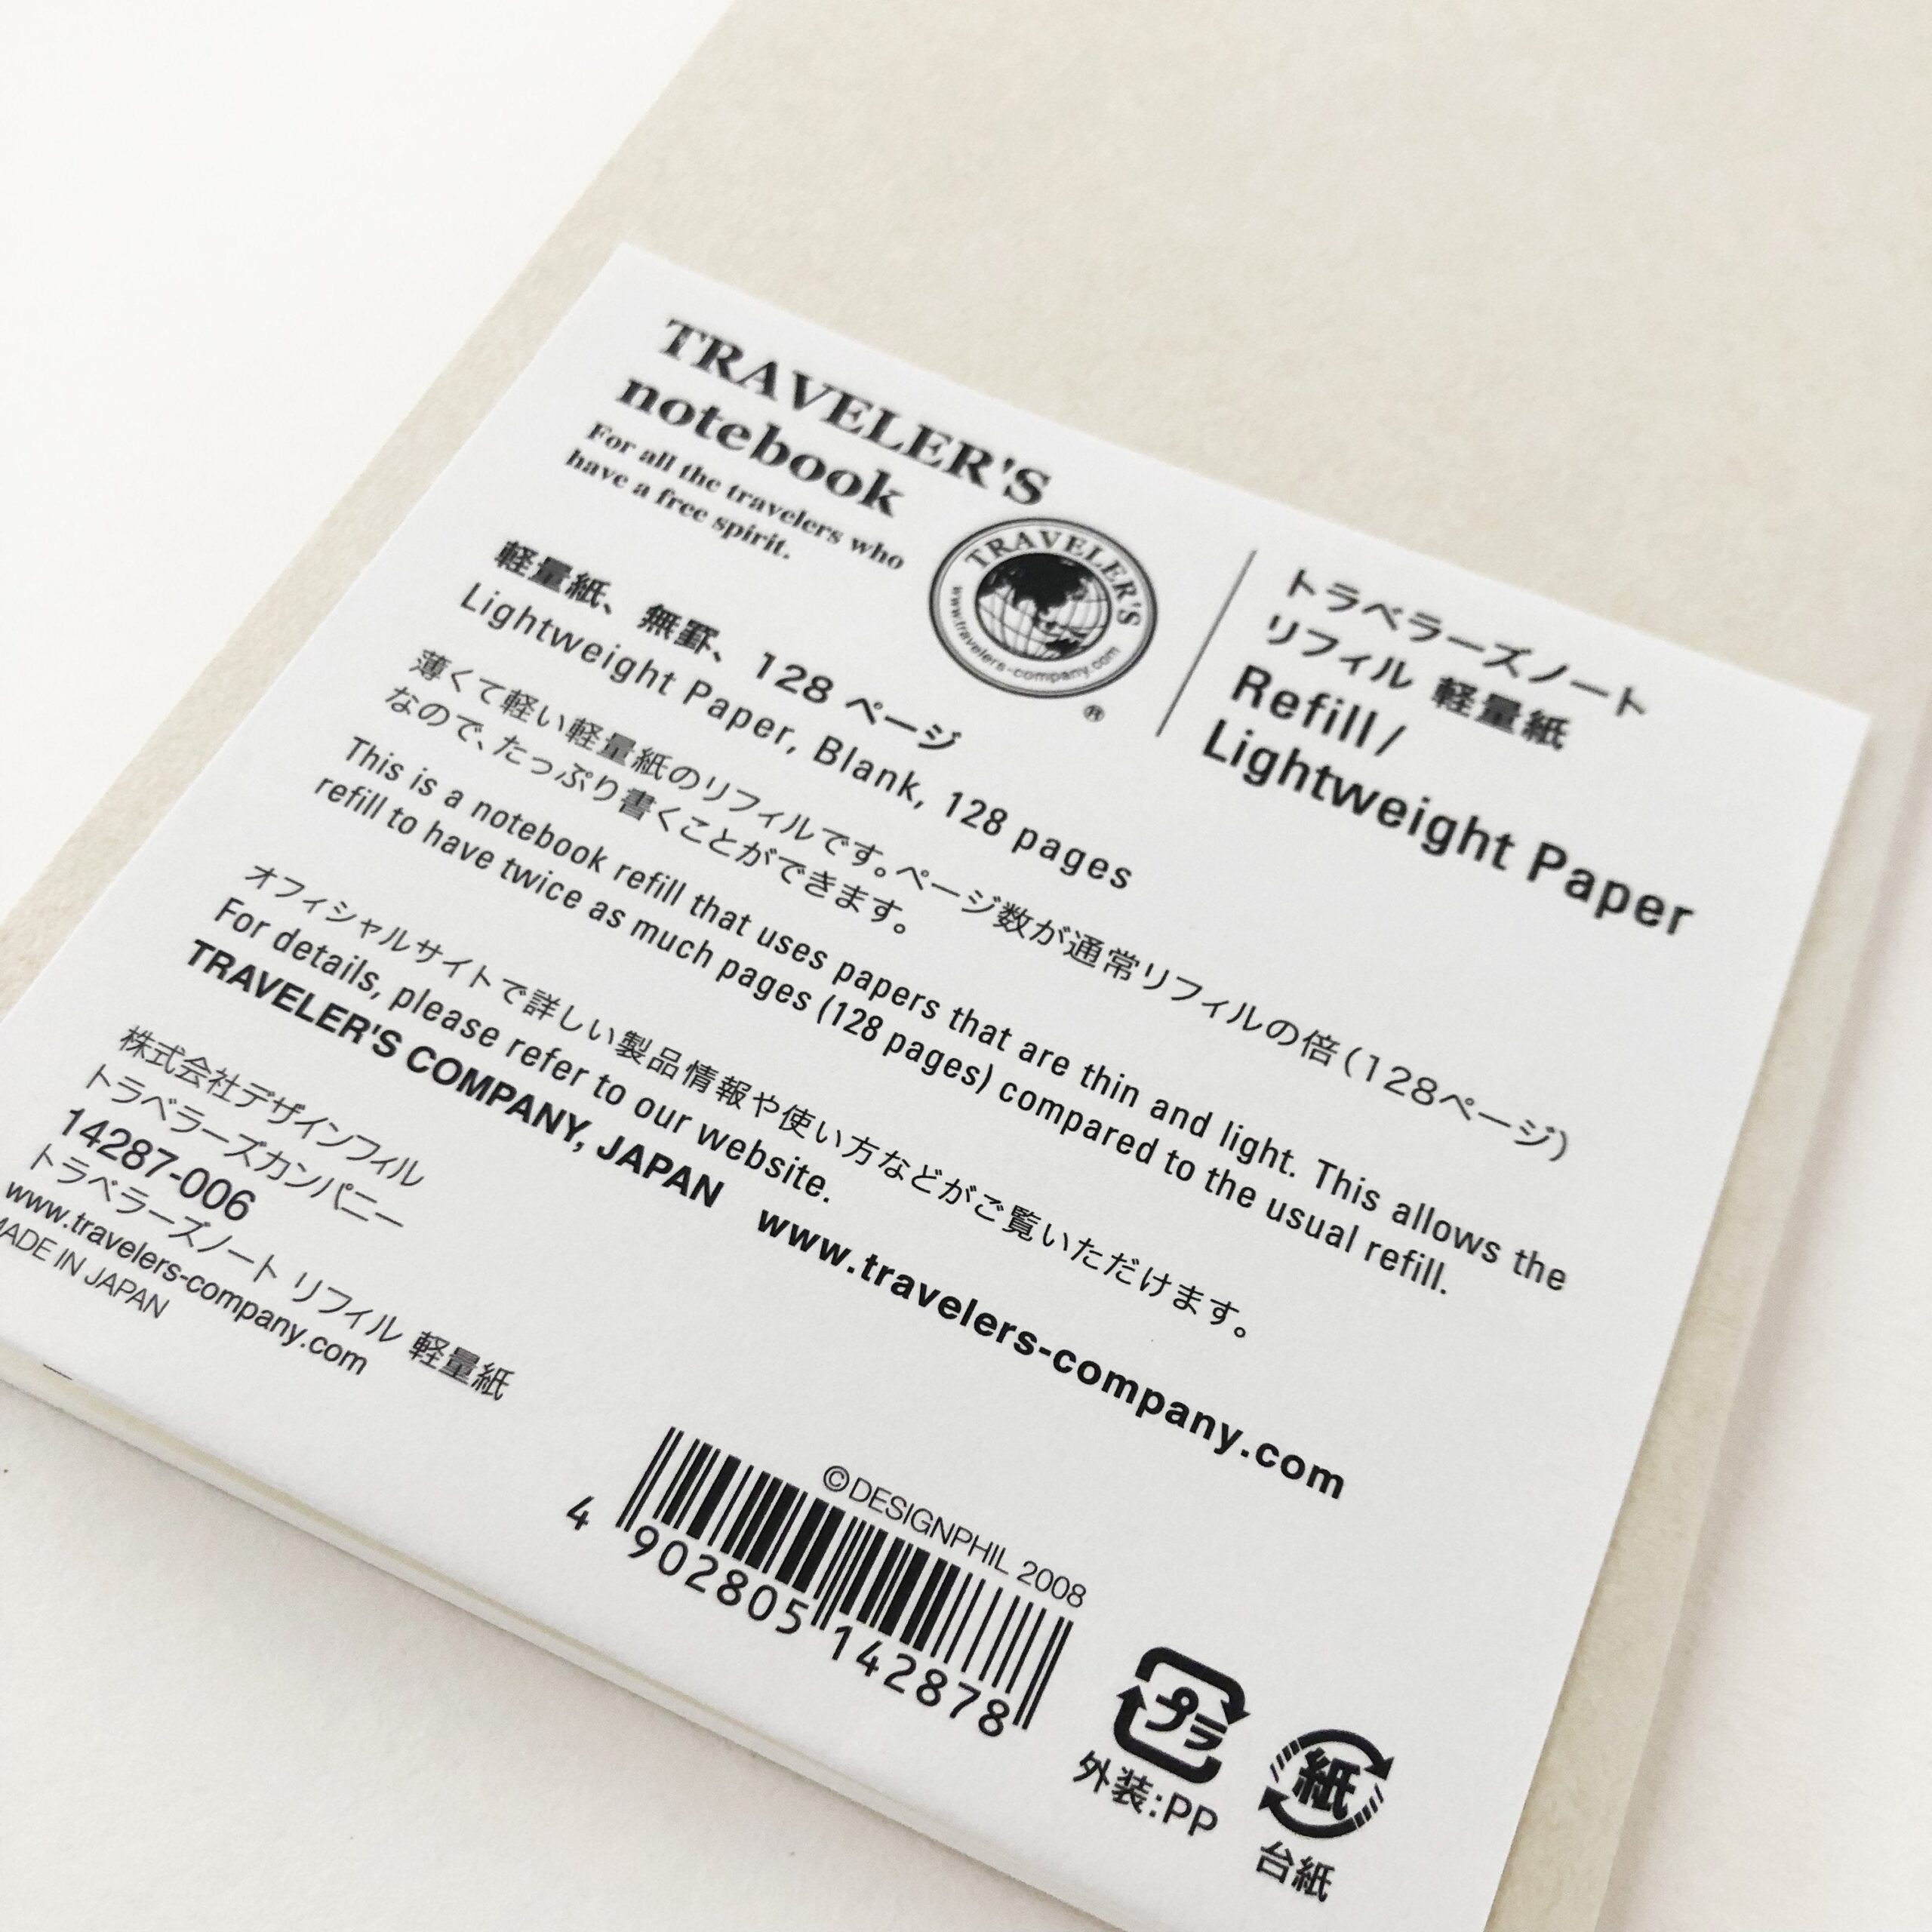 TRAVELER'S
notebook
For all the travelers who
have a free spirit.
TRAVELER'S
www.travelers-company.com
®
トラベラーズノート
リフィル 軽量紙
Refill/
Lightweight Paper
軽量紙、無罫、128 ページ
Lightweight Paper, Blank, 128 pages
薄くて軽い軽量紙のリフィルです。ページ数が通常リフィルの倍(128ページ)
なので、たっぷり書くことができます。
This is a notebook refill that uses papers that are thin and light. This allows the
refill to have twice as much pages (128 pages) compared to the usual refill.
オフィシャルサイトで詳しい製品情報や使い方などがご覧いただけます。
For details, please refer to our website.
TRAVELER'S COMPANY, JAPAN www.travelers-company.com
株式会社デザインフィル
トラベラーズカンパニー
14287-006
トラベラーズノート リフィル 軽量紙
www.travelers-company.com
MADE IN JAPAN
©DESIGNPHIL 2008
4 902805 142878
プラ
外装:PP
紙
台紙